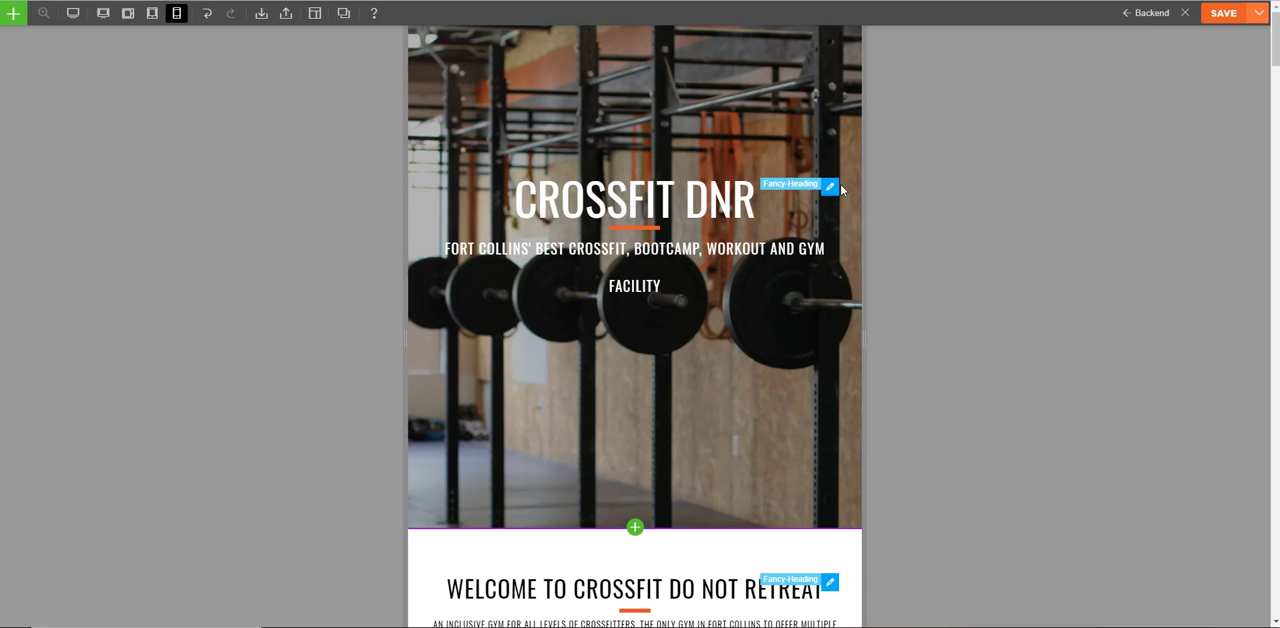 Backend
SAVE
Fancy-Heading
CROSSFIT DNR
FORT COLLINS' BEST CROSSFIT, BOOTCAMP, WORKOUT AND GYM
FACILITY
Fancy-Heading
WELCOME TO CROSSFIT DO NOT RETREAT
AN INCLUSIVE GYM FOR ALL LEVELS OF CROSSFITTERS. THE ONLY GYM IN FORT COLLINS TO OFFER MULTIPLE